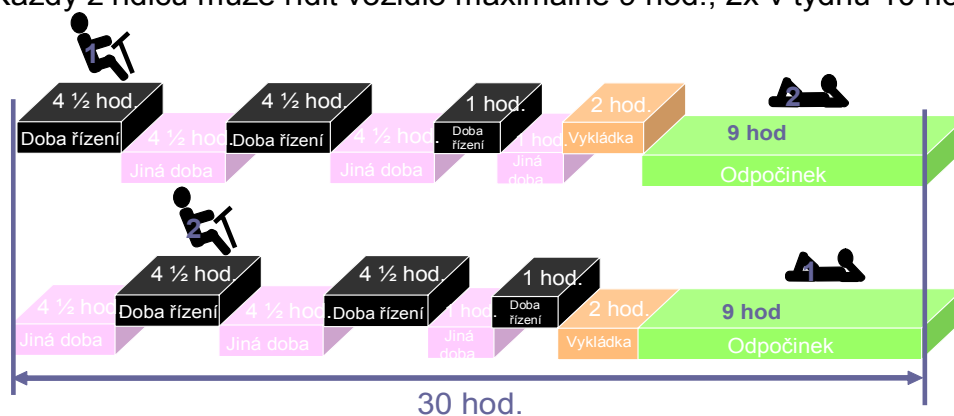 každý z řidičů může řídit vozidlo maximálně 9 hod., 2x v týdnu 10 ho
1
4 ½ hod.
4 ½ hod.
4 ½ hod.
4 ½ hod.
1 hod.
1 hod.
2 hod.
2
9 hod
Doba řízení
Jiná doba
Doba řízení
Jiná doba
Doba
řízení
Jiná
doba
Vykládka
Odpočinek
2
4 ½ hod.
4 ½ hod.
4 ½ hod.
4 ½ hod.
1 hod.
1 hod.
2 hod.
1
9 hod
Jiná doba
Doba řízení
Jiná doba
Doba řízení
Jiná
doba
Doba
řízení
Vykládka
Odpočinek
30 hod.